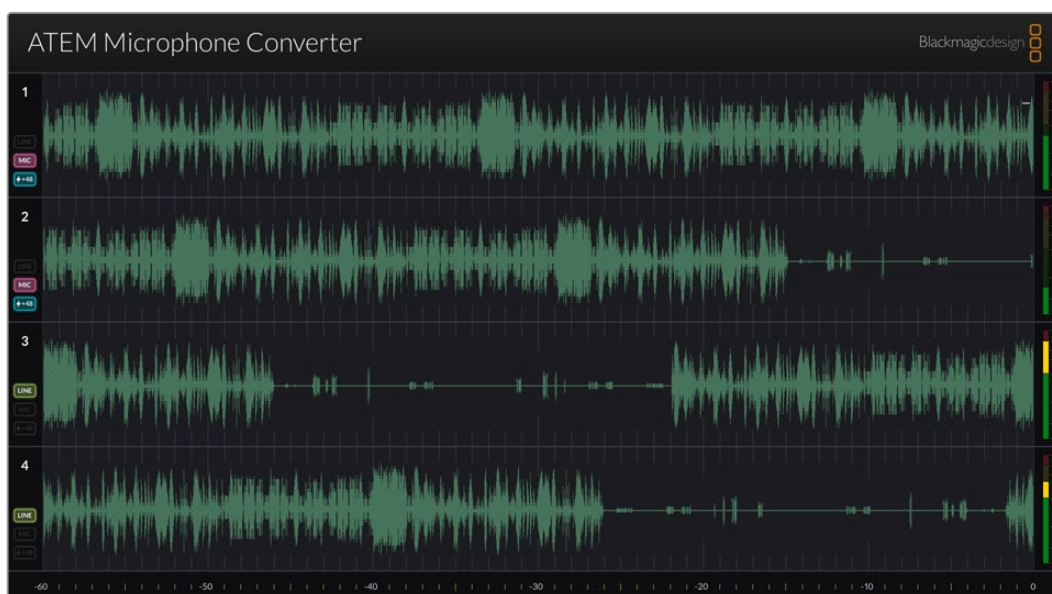 ATEM Microphone Converter
Blackmagicdesign
1
LINE
MIC
+48
2
LINE
MIC
+48
3
LINE
MIC
+48
4
LINE
MIC
+48
-60 -50 -40 -30 -20 -10 0